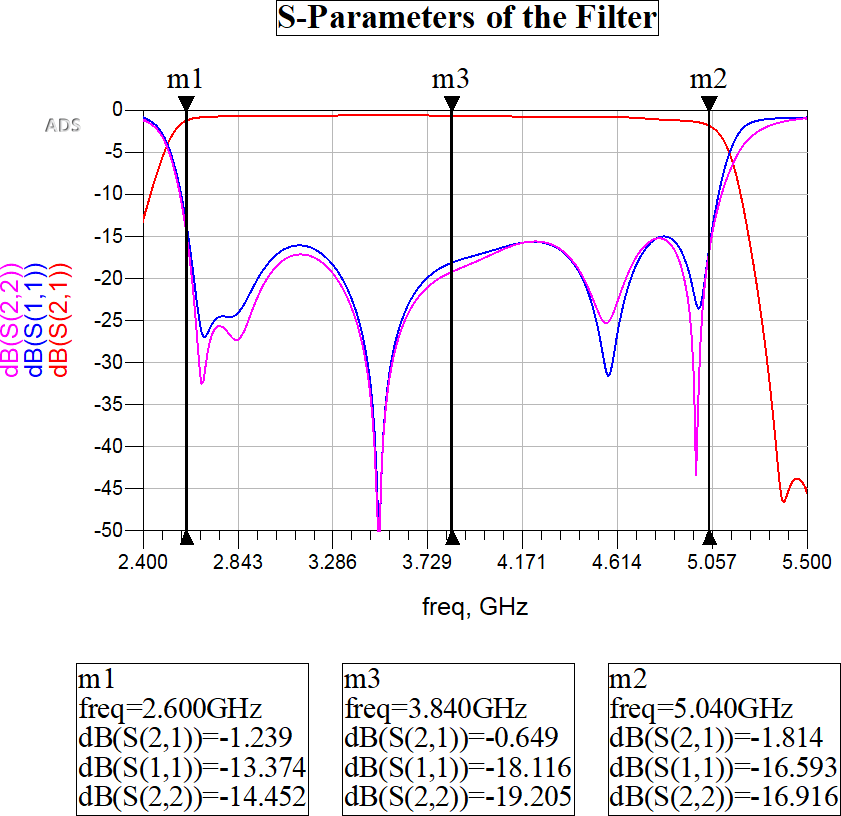 S-Parameters of the Filter
m1
m3
m2
ADS
0
-5
-10
-15
-20
-25
-30
-35
-40
-45
-50
dB(S(2,2))
dB(S(1,1))
dB(S(2,1))
2.400
2.843
3.286
3.729
4.171
4.614
5.057
5.500
freq, GHz
m1
freq=2.600GHz
dB(S(2,1))=-1.239
dB(S(1,1))=-13.374
dB(S(2,2))=-14.452
m3
freq=3.840GHz
dB(S(2,1))=-0.649
dB(S(1,1))=-18.116
dB(S(2,2))=-19.205
m2
freq=5.040GHz
dB(S(2,1))=-1.814
dB(S(1,1))=-16.593
dB(S(2,2))=-16.916